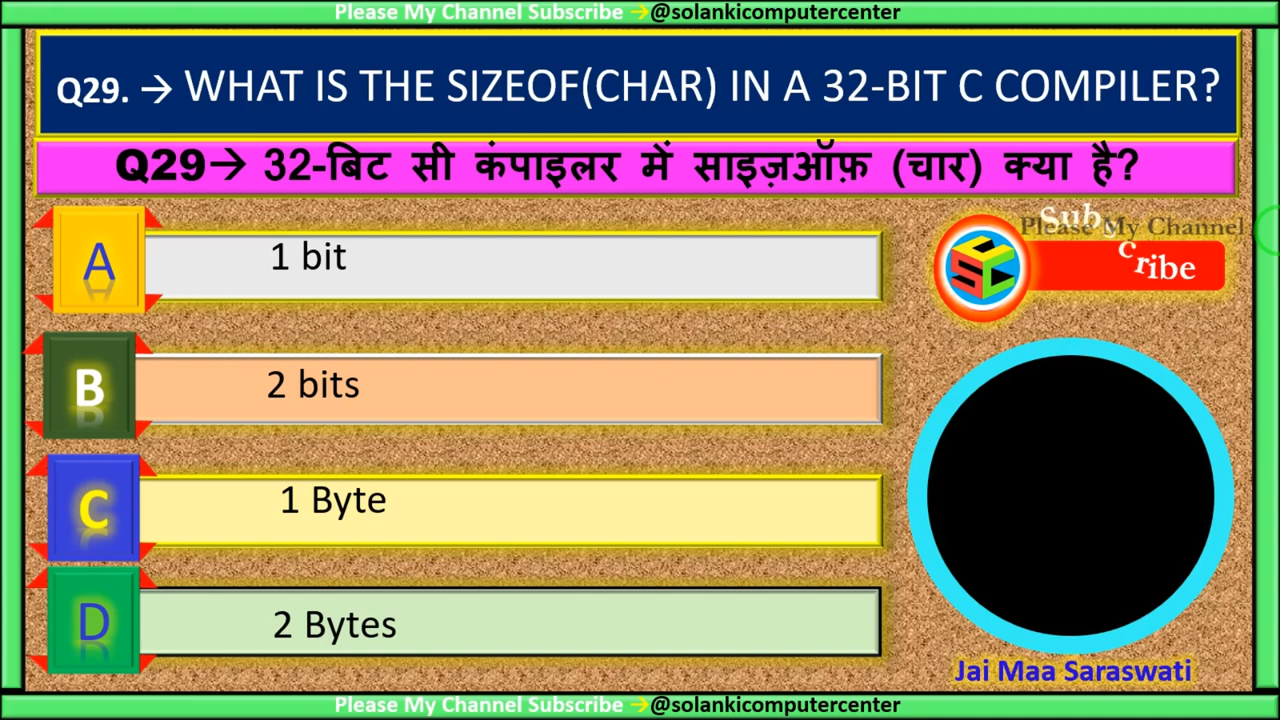 Please My Channel Subscribe →@solankicomputercenter
Q29. → WHAT IS THE SIZEOF(CHAR) IN A 32-BIT C COMPILER?
Q29→ 32-बिट सी कंपाइलर में साइज़ऑफ़ (चार) क्या है?
A 1 bit
Please My Channel
Subscribe
SCC
B 2 bits
C 1 Byte
D 2 Bytes
Jai Maa Saraswati
Please My Channel Subscribe →@solankicomputercenter